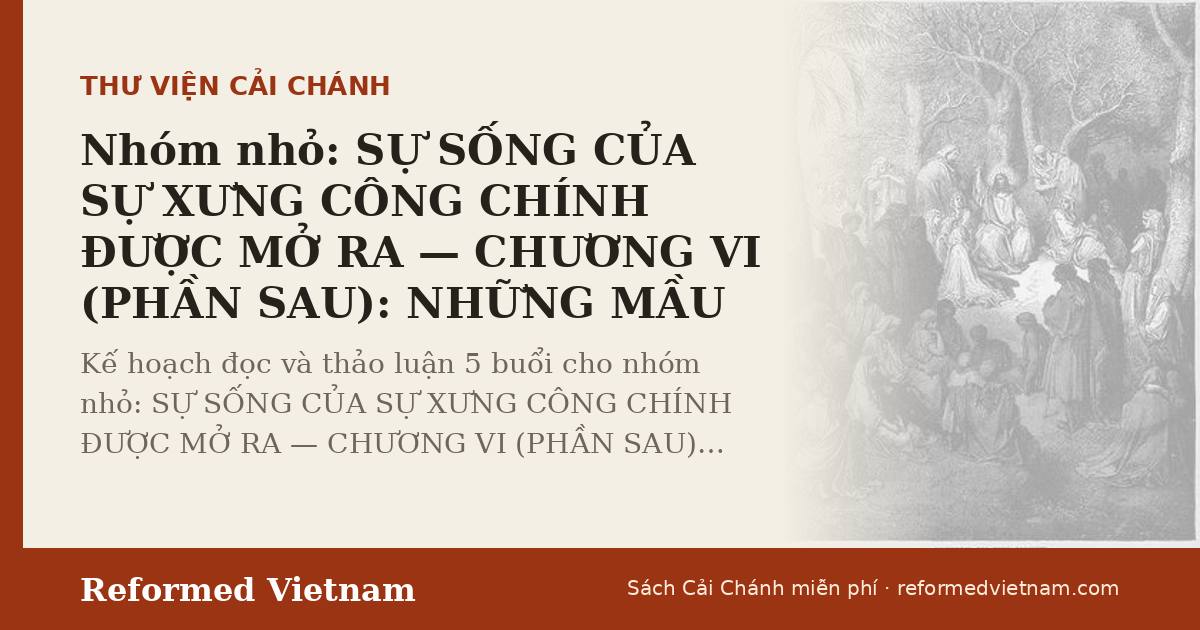 THƯ VIỆN CẢI CHÁNH
Nhóm nhỏ: SỰ SỐNG CỦA
SỰ XƯNG CÔNG CHÍNH
ĐƯỢC MỞ RA — CHƯƠNG VI
(PHẦN SAU): NHỮNG MẦU
Kế hoạch đọc và thảo luận 5 buổi cho nhóm
nhỏ: SỰ SỐNG CỦA SỰ XƯNG CÔNG CHÍNH
ĐƯỢC MỞ RA — CHƯƠNG VI (PHẦN SAU)...
Reformed Vietnam
Sách Cải Chánh miễn phí · reformedvietnam.com